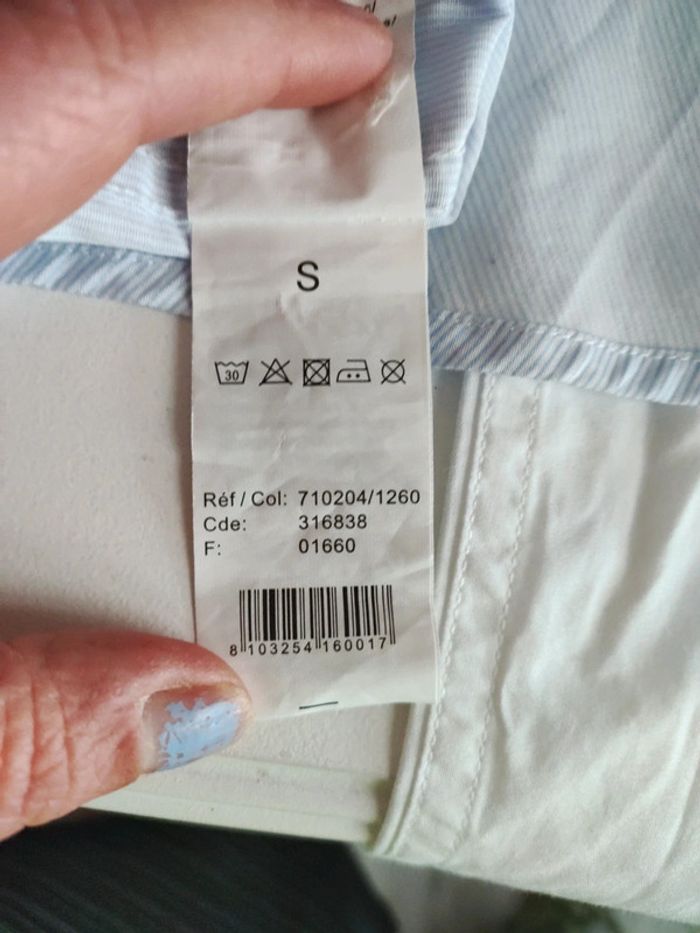 S
30
Réf / Col: 710204/1260
Cde: 316838
F: 01660
8 103254 160017